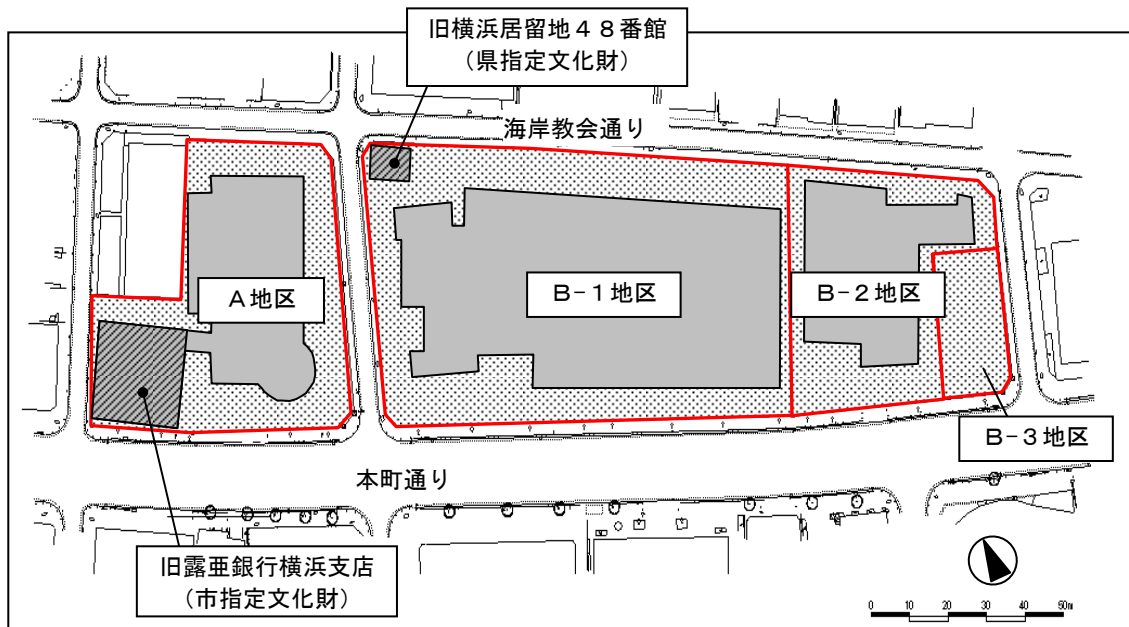 旧横浜居留地４８番館
（県指定文化財）
海岸教会通り
Ａ地区
Ｂ－１地区
Ｂ－２地区
Ｂ－３地区
本町通り
旧露亜銀行横浜支店
（市指定文化財）
0 10 20 30 40 50m